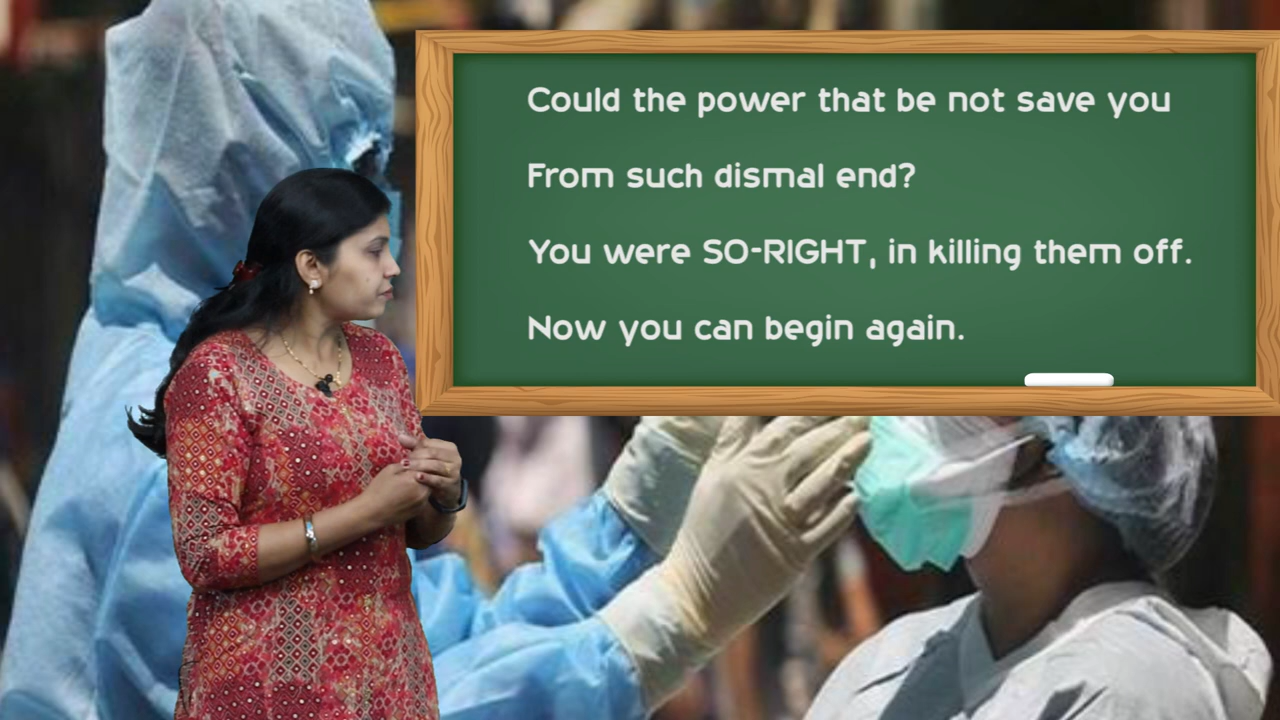 Could the power that be not save you
From such dismal end?
You were SO-RIGHT, in killing them off.
Now you can begin again.